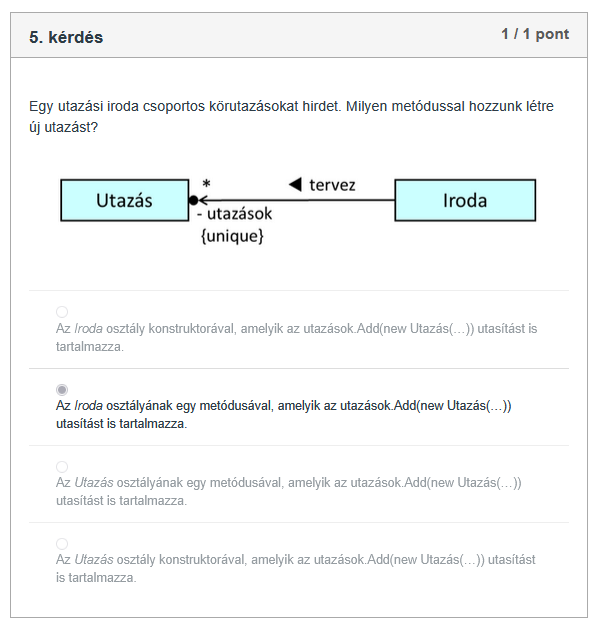 5. kérdés
1 / 1 pont
Egy utazási iroda csoportos körutazásokat hirdet. Milyen metódussal hozzunk létre
új utazást?
Utazás
*
◀ tervez
Iroda
- utazások
{unique}
Az Iroda osztály konstruktorával, amelyik az utazások.Add(new Utazás(…)) utasítást is
tartalmazza.
Az Iroda osztályának egy metódusával, amelyik az utazások.Add(new Utazás(…))
utasítást is tartalmazza.
Az Utazás osztályának egy metódusával, amelyik az utazások.Add(new Utazás(…))
utasítást is tartalmazza.
Az Utazás osztály konstruktorával, amelyik az utazások.Add(new Utazás(…)) utasítást
is tartalmazza.